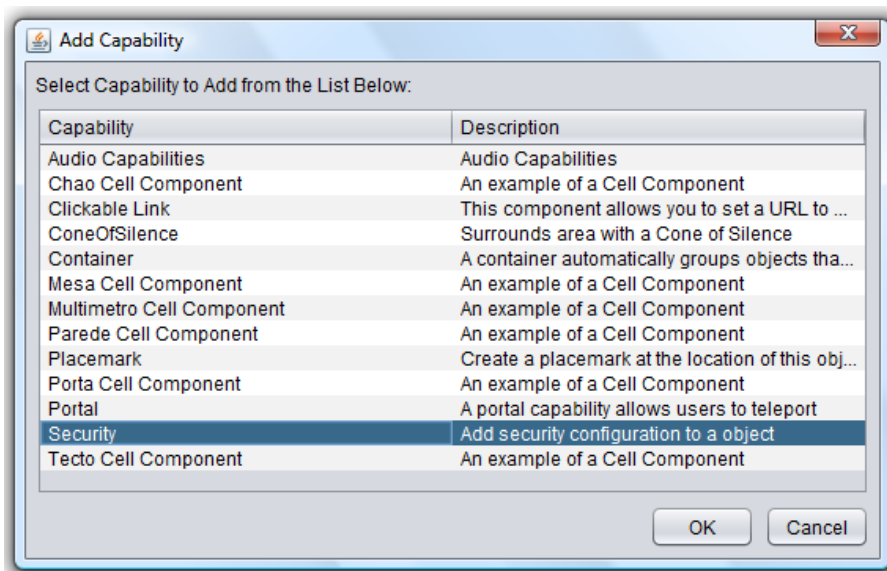 Add Capability
Select Capability to Add from the List Below:
Capability Description
Audio Capabilities Audio Capabilities
Chao Cell Component An example of a Cell Component
Clickable Link This component allows you to set a URL to ...
ConeOfSilence Surrounds area with a Cone of Silence
Container A container automatically groups objects tha...
Mesa Cell Component An example of a Cell Component
Multimetro Cell Component An example of a Cell Component
Parede Cell Component An example of a Cell Component
Placemark Create a placemark at the location of this obj...
Porta Cell Component An example of a Cell Component
Portal A portal capability allows users to teleport
Security Add security configuration to a object
Tecto Cell Component An example of a Cell Component
OK Cancel